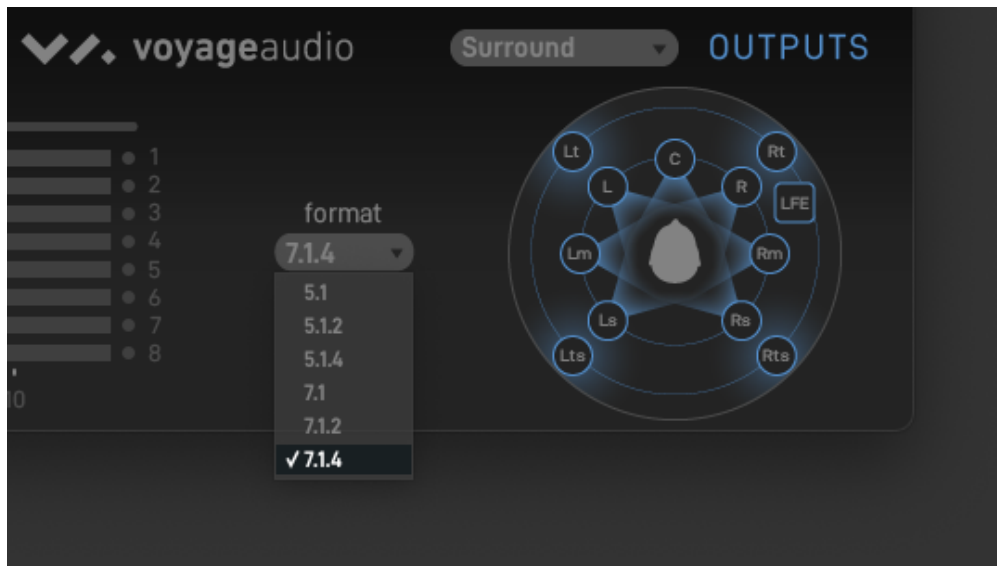 voyageaudio
Surround
OUTPUTS
1
2
3
4
5
6
7
8
10
format
7.1.4
5.1
5.1.2
5.1.4
7.1
7.1.2
✓ 7.1.4
Lt
C
Rt
L
R
LFE
Lm
Rm
Ls
Rs
Lts
Rts